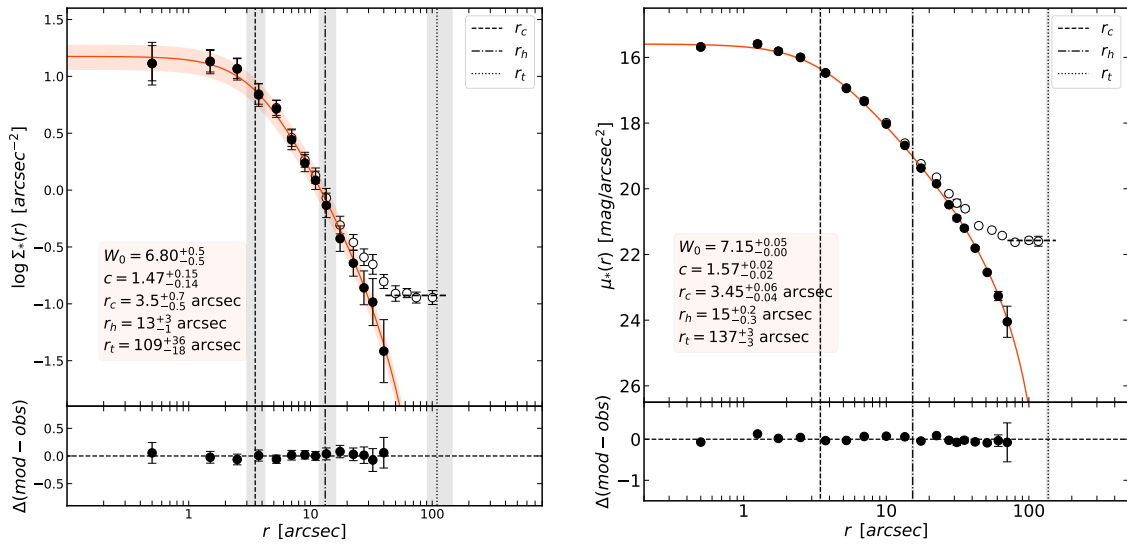 1.5
1.0
0.5
0.0
−0.5
−1.0
−1.5
log Σ*(r) [arcsec⁻²]
r_c
r_h
r_t
W₀ = 6.80 +0.5 −0.5
c = 1.47 +0.15 −0.14
r_c = 3.5 +0.7 −0.5 arcsec
r_h = 13 +3 −1 arcsec
r_t = 109 +36 −18 arcsec
0.5
0.0
−0.5
Δ(mod − obs)
1
10
100
r [arcsec]
16
18
20
22
24
26
μ*(r) [mag/arcsec²]
r_c
r_h
r_t
W₀ = 7.15 +0.05 −0.00
c = 1.57 +0.02 −0.02
r_c = 3.45 +0.06 −0.04 arcsec
r_h = 15 +0.2 −0.3 arcsec
r_t = 137 +3 −3 arcsec
0
−1
Δ(mod − obs)
1
10
100
r [arcsec]